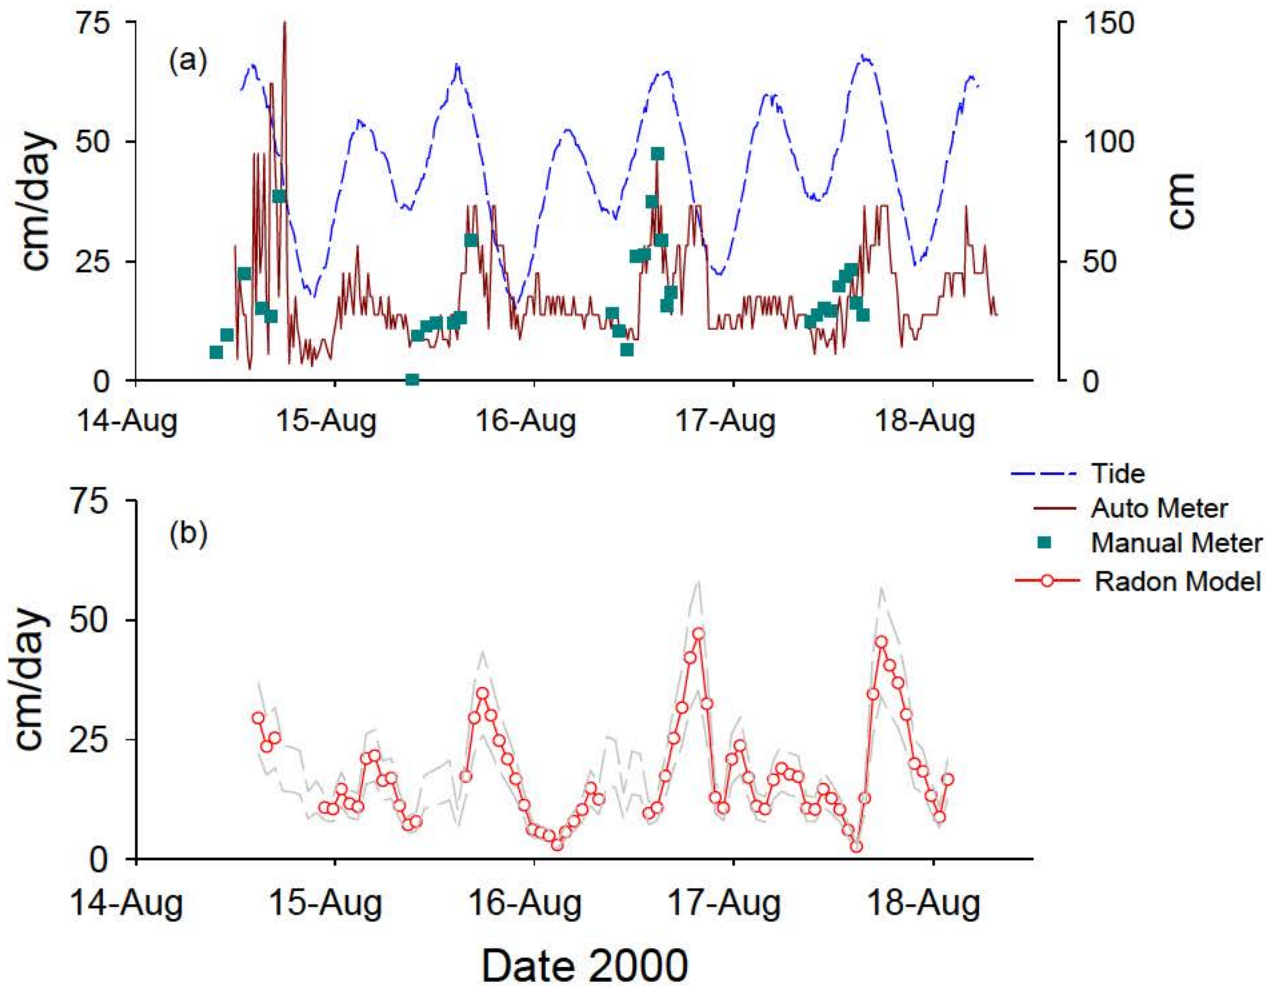 75
150
(a)
50
100
cm/day
cm
25
50
0
0
14-Aug 15-Aug 16-Aug 17-Aug 18-Aug
Tide
Auto Meter
Manual Meter
Radon Model
75
(b)
50
cm/day
25
0
14-Aug 15-Aug 16-Aug 17-Aug 18-Aug
Date 2000